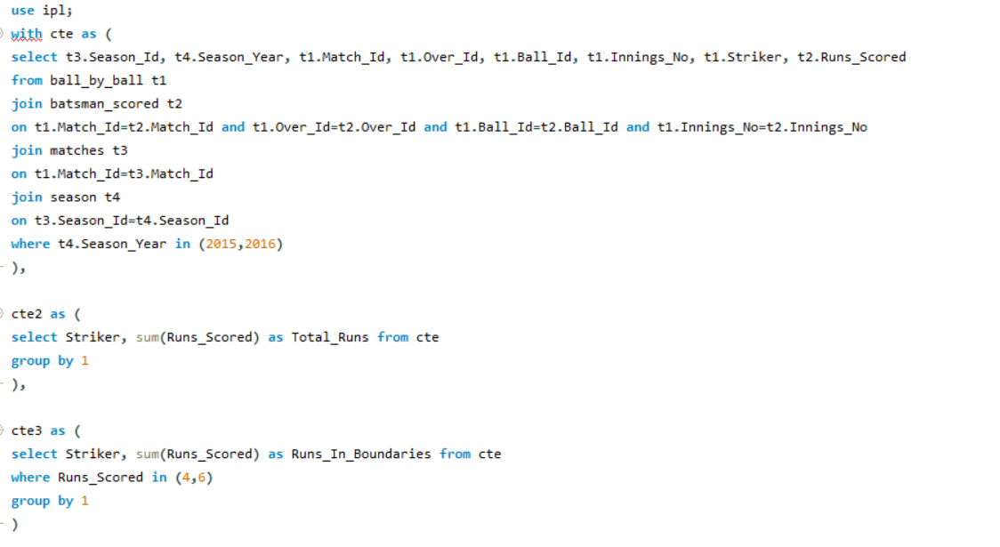 use ipl;
with cte as (
select t3.Season_Id, t4.Season_Year, t1.Match_Id, t1.Over_Id, t1.Ball_Id, t1.Innings_No, t1.Striker, t2.Runs_Scored
from ball_by_ball t1
join batsman_scored t2
on t1.Match_Id=t2.Match_Id and t1.Over_Id=t2.Over_Id and t1.Ball_Id=t2.Ball_Id and t1.Innings_No=t2.Innings_No
join matches t3
on t1.Match_Id=t3.Match_Id
join season t4
on t3.Season_Id=t4.Season_Id
where t4.Season_Year in (2015,2016)
),
cte2 as (
select Striker, sum(Runs_Scored) as Total_Runs from cte
group by 1
),
cte3 as (
select Striker, sum(Runs_Scored) as Runs_In_Boundaries from cte
where Runs_Scored in (4,6)
group by 1
)